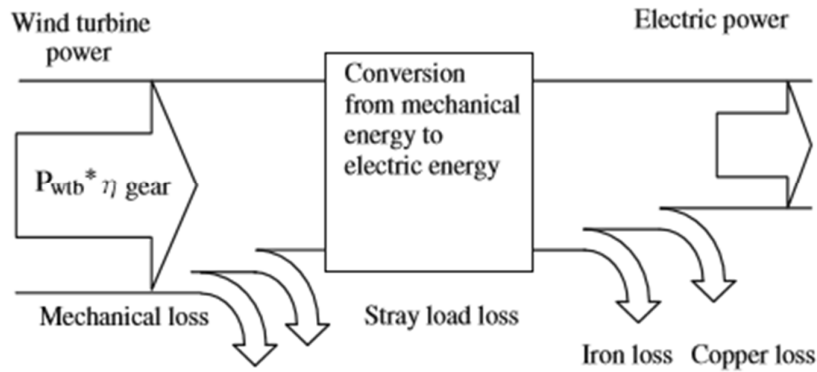 Wind turbine
power
Electric power
Conversion
from mechanical
energy to
electric energy
Pwtb* η gear
Mechanical loss
Stray load loss
Iron loss Copper loss